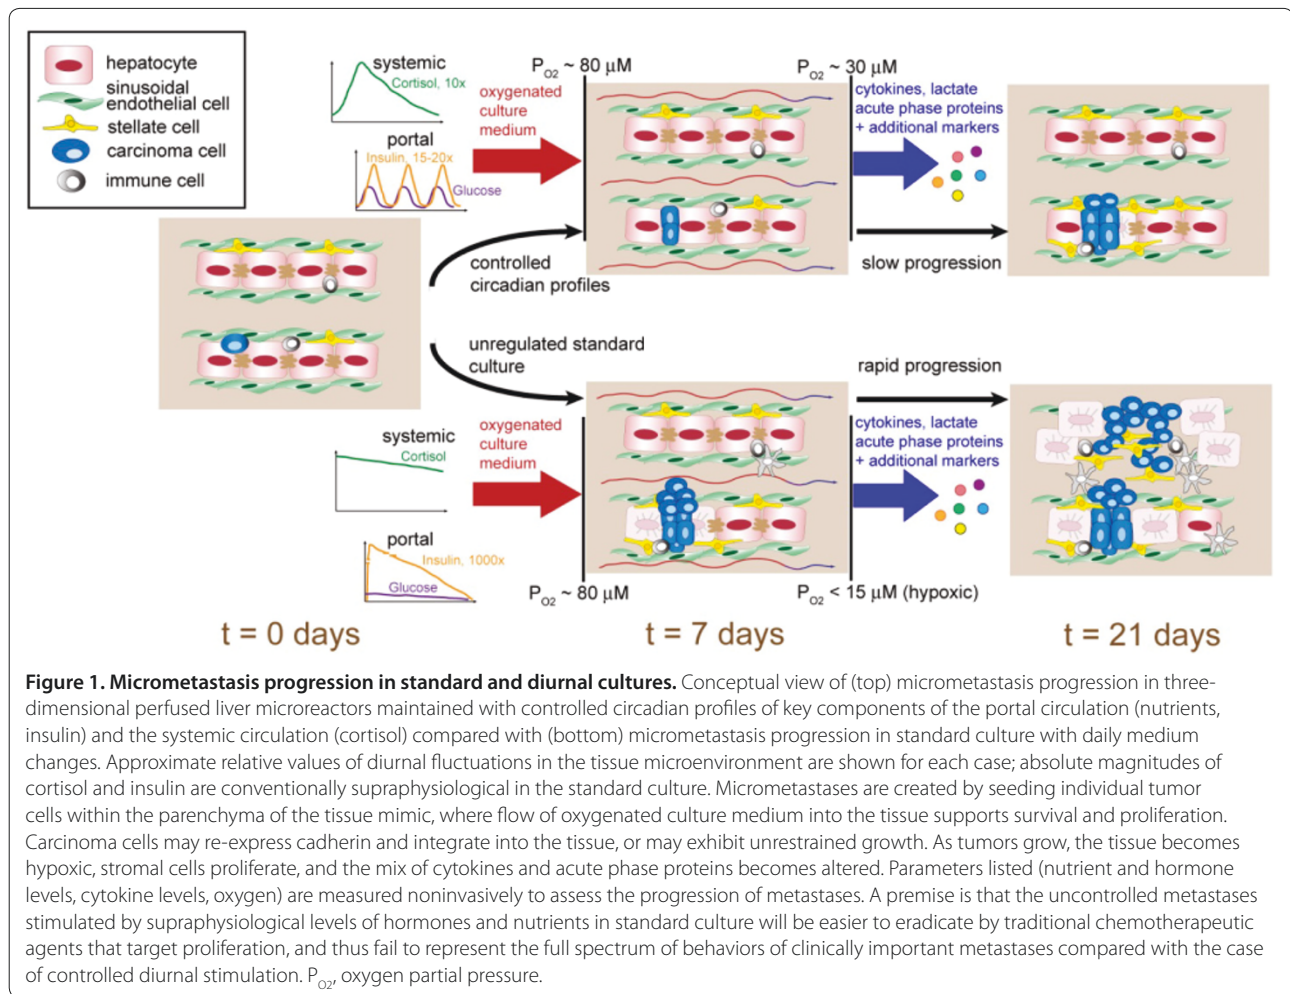 hepatocyte
sinusoidal
endothelial cell
stellate cell
carcinoma cell
immune cell
systemic
Cortisol, 10x
portal
Insulin, 15-20x
Glucose
oxygenated
culture
medium
P_O2 ~ 80 µM
P_O2 ~ 30 µM
cytokines, lactate
acute phase proteins
+ additional markers
controlled
circadian profiles
slow progression
unregulated standard
culture
rapid progression
systemic
Cortisol
portal
Insulin, 1000x
Glucose
oxygenated
culture
medium
cytokines, lactate
acute phase proteins
+ additional markers
P_O2 ~ 80 µM
P_O2 < 15 µM (hypoxic)
t = 0 days
t = 7 days
t = 21 days
Figure 1. Micrometastasis progression in standard and diurnal cultures. Conceptual view of (top) micrometastasis progression in three-
dimensional perfused liver microreactors maintained with controlled circadian profiles of key components of the portal circulation (nutrients,
insulin) and the systemic circulation (cortisol) compared with (bottom) micrometastasis progression in standard culture with daily medium
changes. Approximate relative values of diurnal fluctuations in the tissue microenvironment are shown for each case; absolute magnitudes of
cortisol and insulin are conventionally supraphysiological in the standard culture. Micrometastases are created by seeding individual tumor
cells within the parenchyma of the tissue mimic, where flow of oxygenated culture medium into the tissue supports survival and proliferation.
Carcinoma cells may re-express cadherin and integrate into the tissue, or may exhibit unrestrained growth. As tumors grow, the tissue becomes
hypoxic, stromal cells proliferate, and the mix of cytokines and acute phase proteins becomes altered. Parameters listed (nutrient and hormone
levels, cytokine levels, oxygen) are measured noninvasively to assess the progression of metastases. A premise is that the uncontrolled metastases
stimulated by supraphysiological levels of hormones and nutrients in standard culture will be easier to eradicate by traditional chemotherapeutic
agents that target proliferation, and thus fail to represent the full spectrum of behaviors of clinically important metastases compared with the case
of controlled diurnal stimulation. P_O2, oxygen partial pressure.